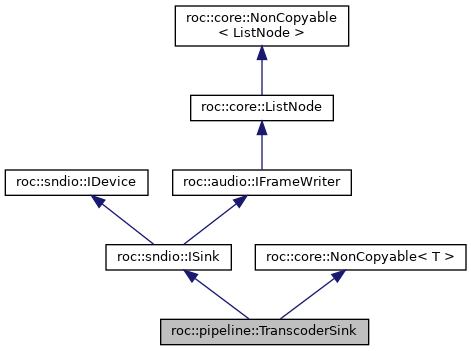 roc::core::NonCopyable
< ListNode >
roc::core::ListNode
roc::sndio::IDevice
roc::audio::IFrameWriter
roc::sndio::ISink
roc::core::NonCopyable< T >
roc::pipeline::TranscoderSink